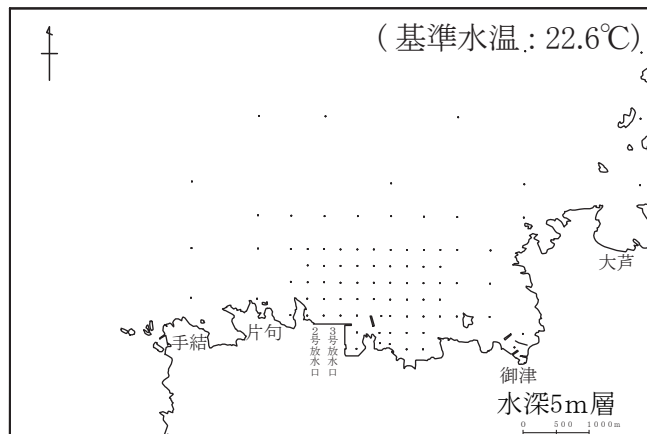 (基準水温：22.6℃)
大芦
手結
片句
2号放水口
3号放水口
御津
水深5m層
0 500 1000m